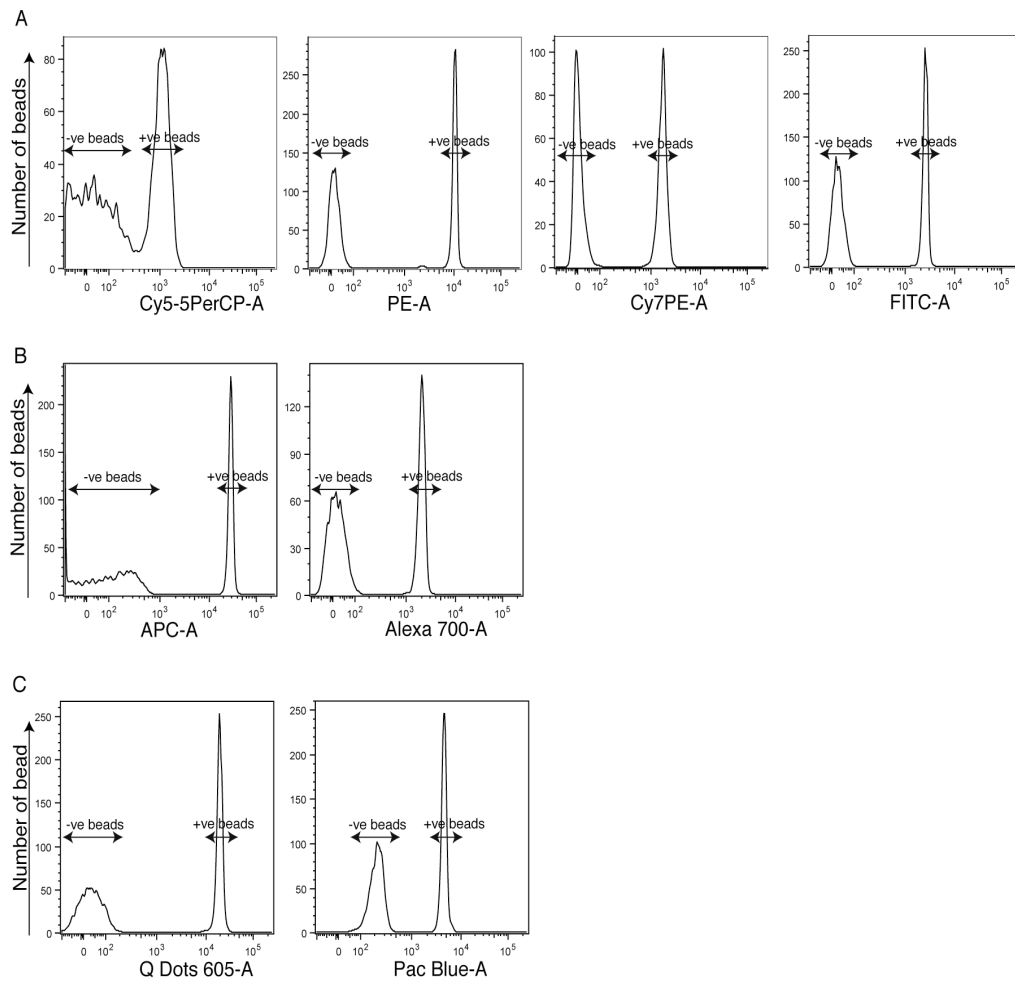 A
Number of beads
80
60
40
20
0
-ve beads
+ve beads
0 10² 10³ 10⁴ 10⁵
Cy5-5PerCP-A
250
200
150
100
50
0
-ve beads
+ve beads
0 10² 10³ 10⁴ 10⁵
PE-A
100
80
60
40
20
0
-ve beads
+ve beads
0 10² 10³ 10⁴ 10⁵
Cy7PE-A
250
200
150
100
50
0
-ve beads
+ve beads
0 10² 10³ 10⁴ 10⁵
FITC-A
B
Number of beads
200
150
100
50
0
-ve beads
+ve beads
0 10² 10³ 10⁴ 10⁵
APC-A
120
90
60
30
0
-ve beads
+ve beads
0 10² 10³ 10⁴ 10⁵
Alexa 700-A
C
Number of bead
250
200
150
100
50
0
-ve beads
+ve beads
0 10² 10³ 10⁴ 10⁵
Q Dots 605-A
250
200
150
100
50
0
-ve beads
+ve beads
0 10² 10³ 10⁴ 10⁵
Pac Blue-A